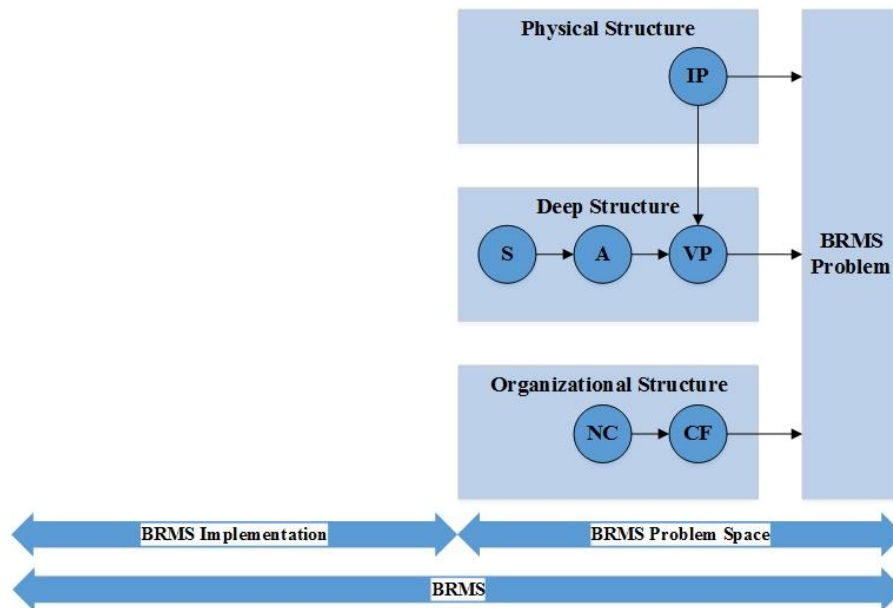 Physical Structure
IP
Deep Structure
S
A
VP
BRMS
Problem
Organizational Structure
NC
CF
BRMS Implementation
BRMS Problem Space
BRMS